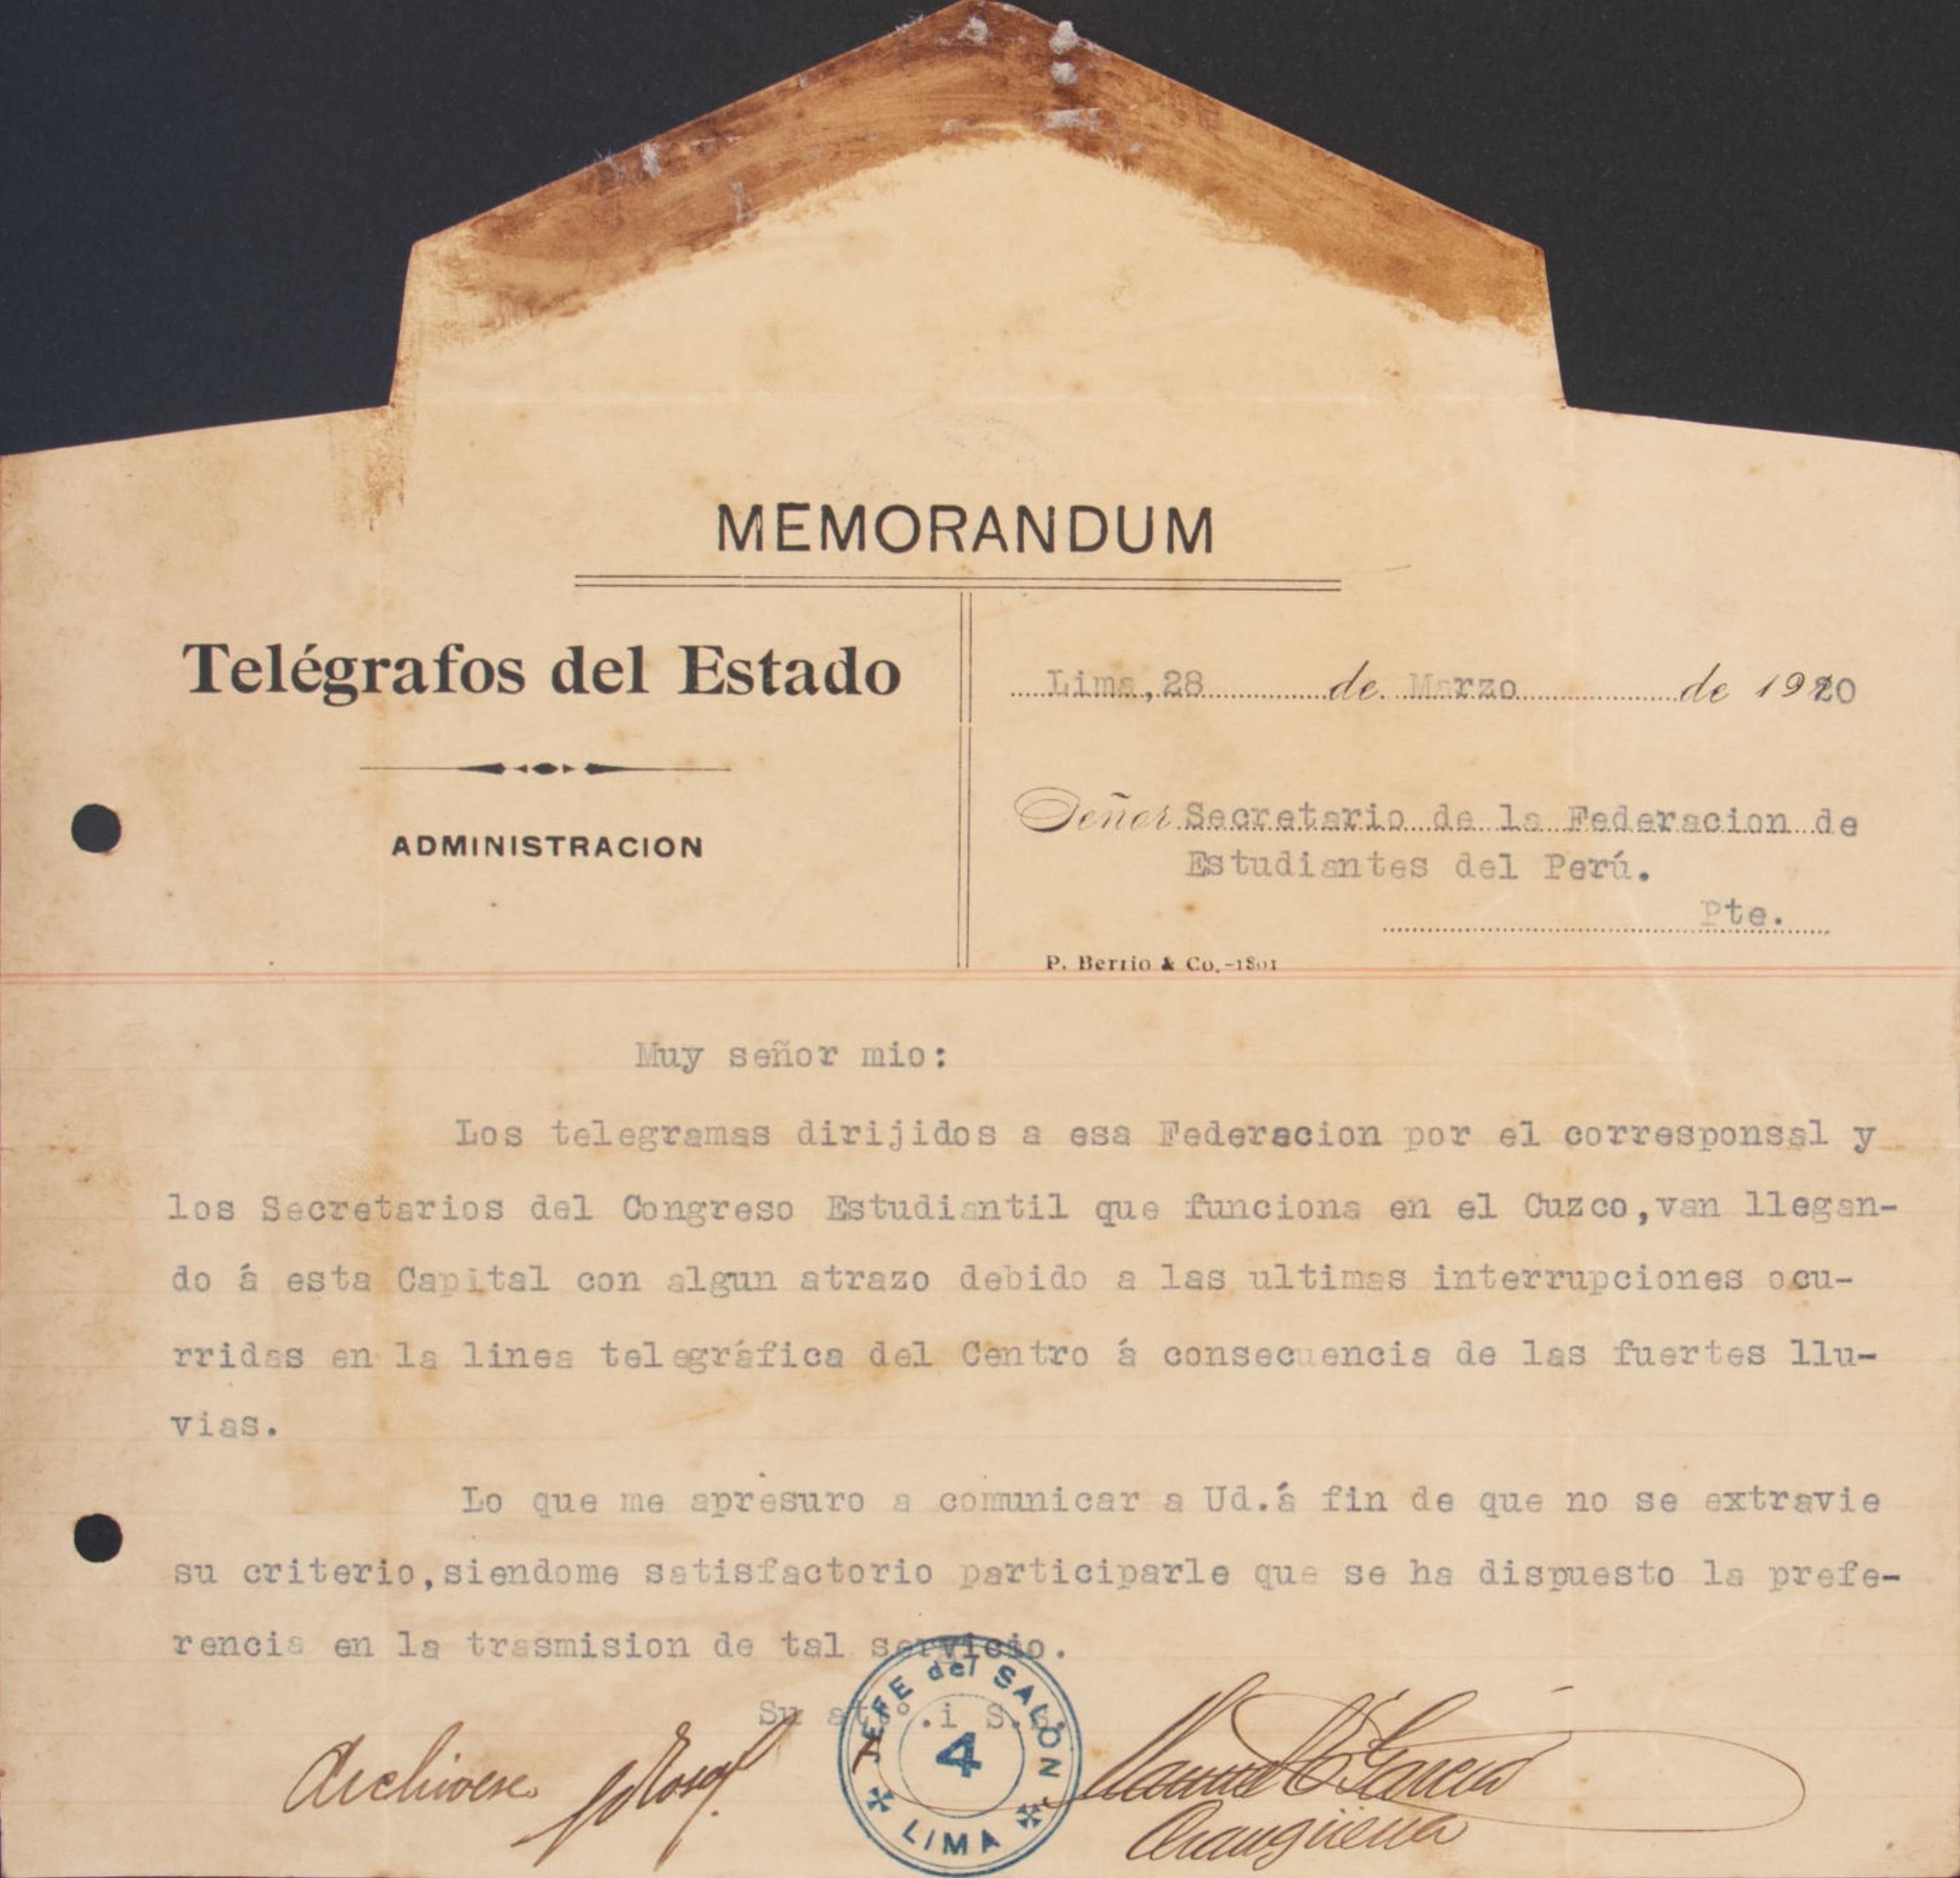 MEMORANDUM
Telégrafos del Estado
ADMINISTRACION
Lima, 28 de Marzo de 1920
Señor Secretario de la Federacion de
Estudiantes del Perú.
Pte.
P. Berrio & Co.-1801
Muy señor mio:
Los telegramas dirijidos a esa Federacion por el corresponsal y
los Secretarios del Congreso Estudiantil que funciona en el Cuzco, van llegan-
do á esta Capital con algun atrazo debido a las ultimas interrupciones ocu-
rridas en la linea telegráfica del Centro á consecuencia de las fuertes llu-
vias.
Lo que me apresuro a comunicar a Ud. á fin de que no se extravie
su criterio, siendome satisfactorio participarle que se ha dispuesto la prefe-
rencia en la trasmision de tal servicio.
Su atto. i S.S.
JEFE del SALÓN
4
LIMA
Archivese
Manuel García